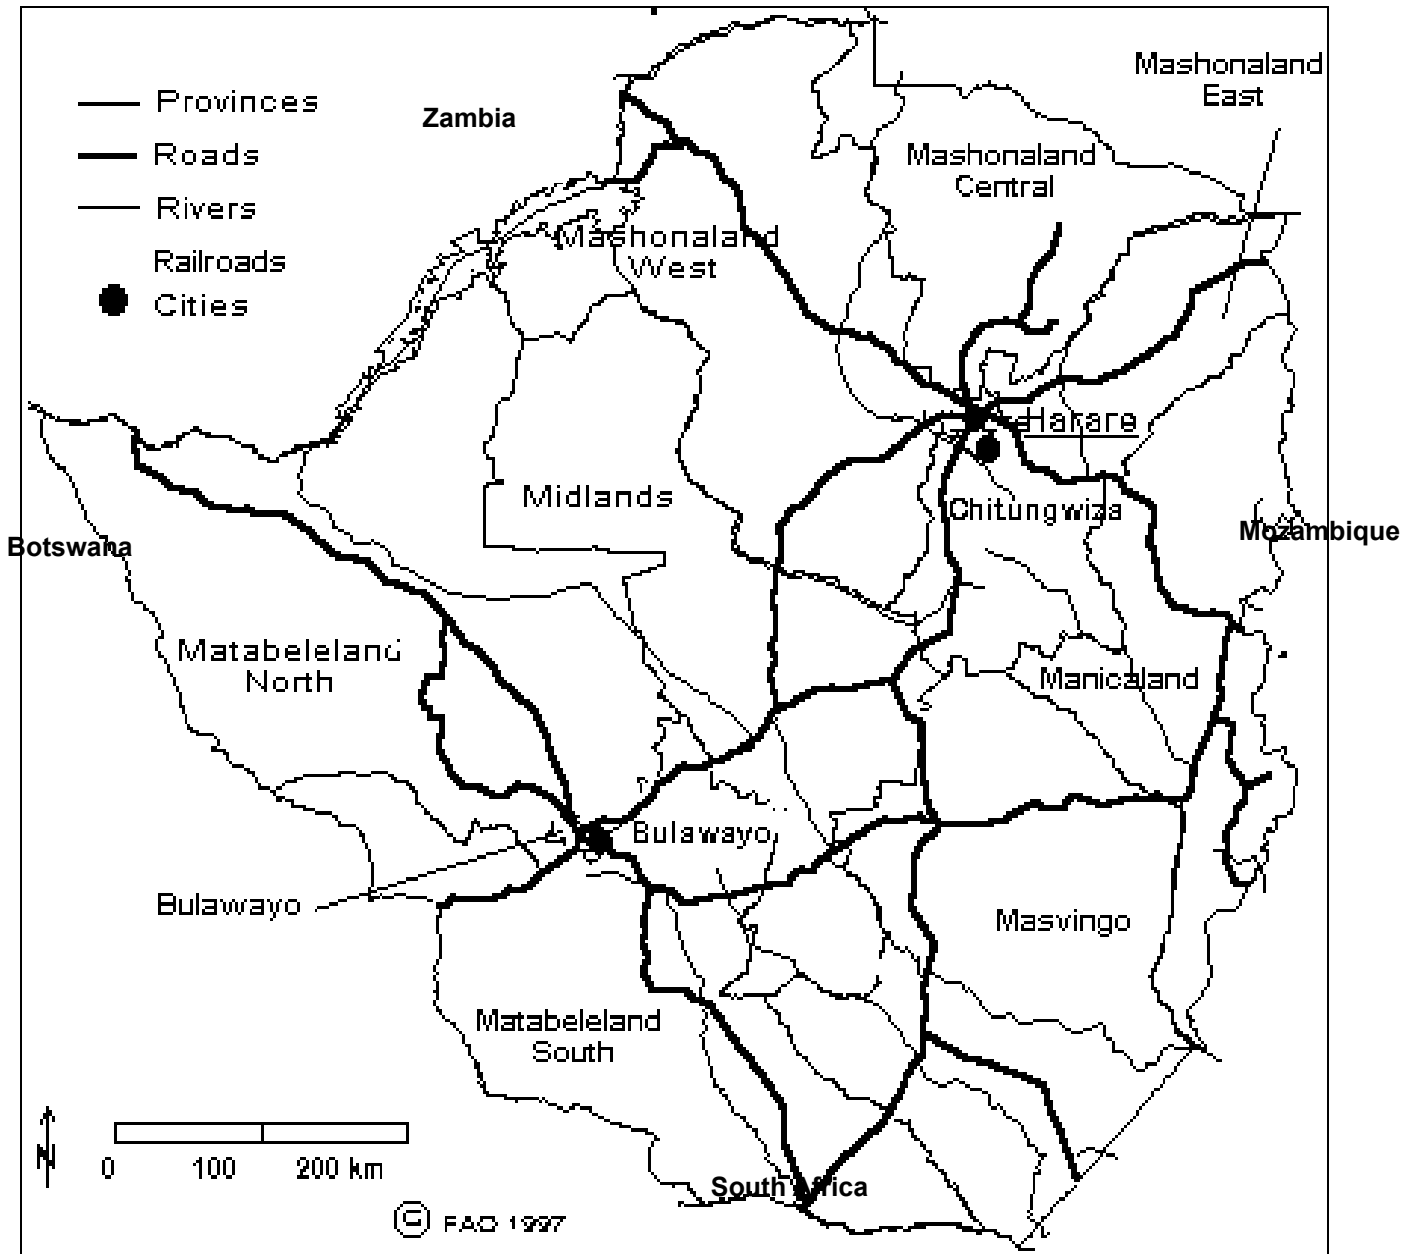 Provinces
Roads
Rivers
Railroads
Cities
Zambia
Mashonaland
East
Mashonaland
Central
Mashonaland
West
Harare
Midlands
Chitungwiza
Botswana
Mozambique
Matabeleland
North
Manicaland
Bulawayo
Bulawayo
Masvingo
Matabeleland
South
N
0 100 200 km
South Africa
© FAO 1997